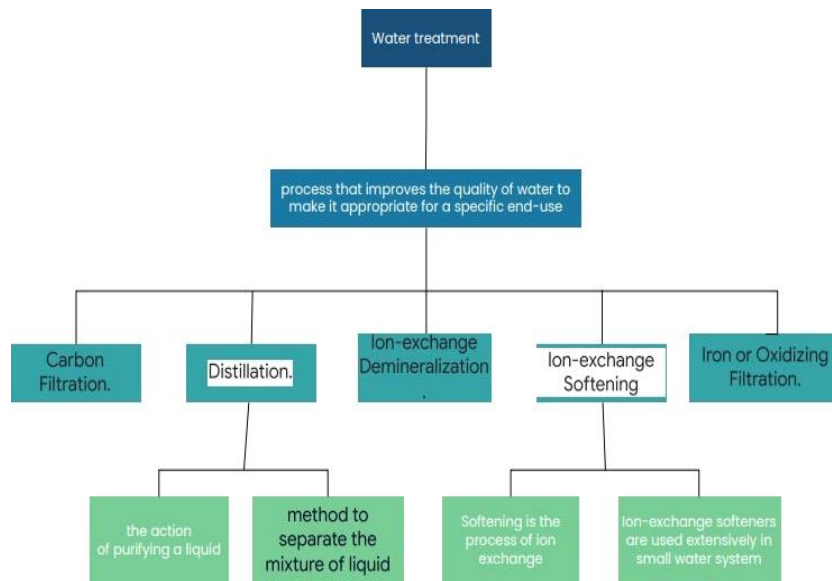 Water treatment
process that improves the quality of water to
make it appropriate for a specific end-use
Carbon
Filtration.
Distillation.
Ion-exchange
Demineralization
.
Ion-exchange
Softening
Iron or Oxidizing
Filtration.
the action
of purifying a liquid
method to
separate the
mixture of liquid
Softening is the
process of ion
exchange
Ion-exchange softeners
are used extensively in
small water system